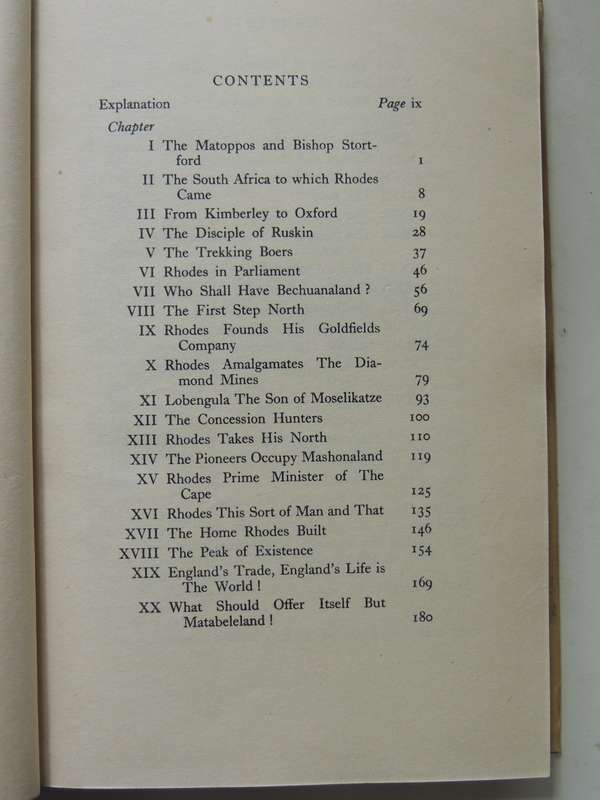 CONTENTS
Explanation Page ix
Chapter
I The Matoppos and Bishop Stort-
ford 1
II The South Africa to which Rhodes
Came 8
III From Kimberley to Oxford 19
IV The Disciple of Ruskin 28
V The Trekking Boers 37
VI Rhodes in Parliament 46
VII Who Shall Have Bechuanaland ? 56
VIII The First Step North 69
IX Rhodes Founds His Goldfields
Company 74
X Rhodes Amalgamates The Dia-
mond Mines 79
XI Lobengula The Son of Moselikatze 93
XII The Concession Hunters 100
XIII Rhodes Takes His North 110
XIV The Pioneers Occupy Mashonaland 119
XV Rhodes Prime Minister of The
Cape 125
XVI Rhodes This Sort of Man and That 135
XVII The Home Rhodes Built 146
XVIII The Peak of Existence 154
XIX England's Trade, England's Life is
The World ! 169
XX What Should Offer Itself But
Matabeleland ! 180